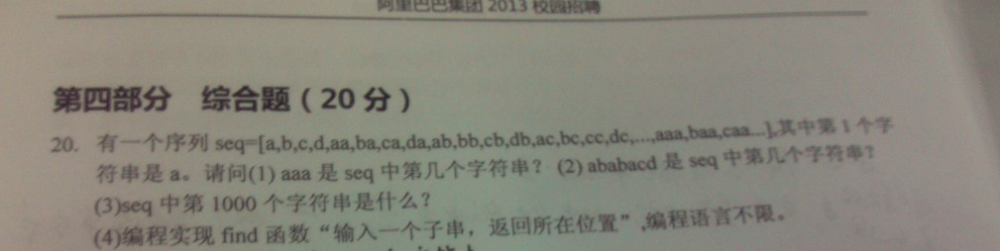 阿里巴巴集团 2013 校园招聘
第四部分 综合题（20 分）
20. 有一个序列 seq=[a,b,c,d,aa,ba,ca,da,ab,bb,cb,db,ac,bc,cc,dc,...,aaa,baa,caa...],其中第 1 个字
符串是 a。请问(1) aaa 是 seq 中第几个字符串？ (2) ababacd 是 seq 中第几个字符串？
(3)seq 中第 1000 个字符串是什么？
(4)编程实现 find 函数“输入一个子串，返回所在位置”,编程语言不限。